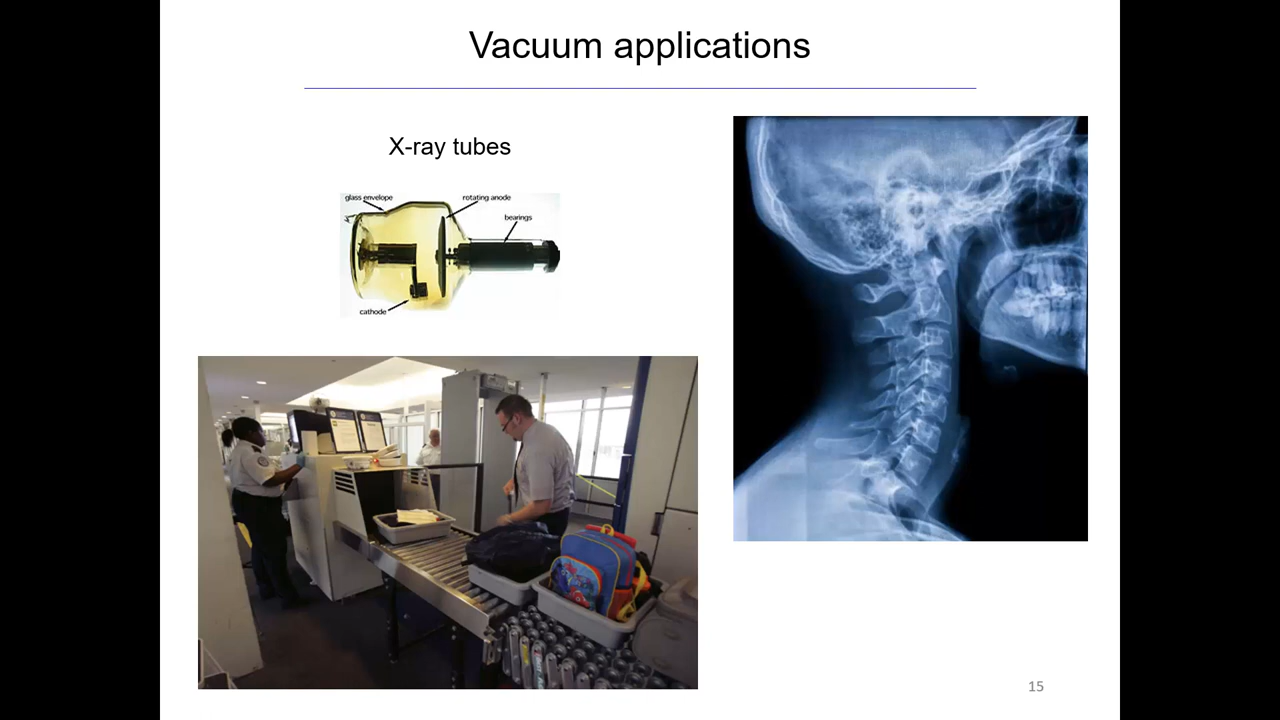 Vacuum applications
X-ray tubes
glass envelope
rotating anode
bearings
cathode
15